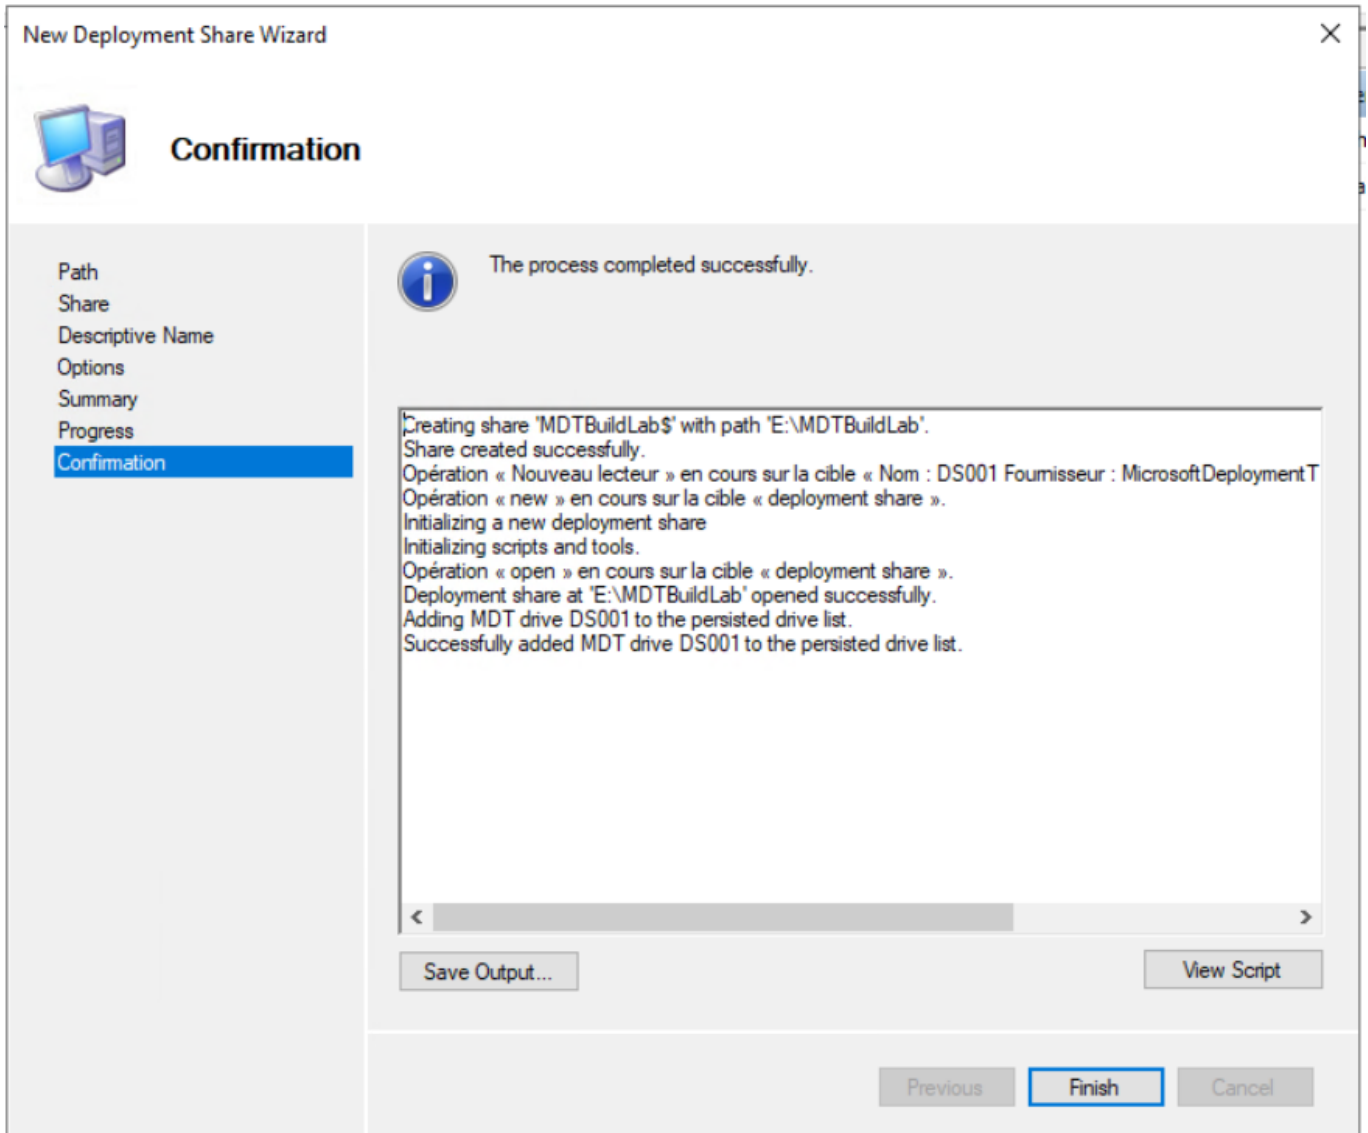 New Deployment Share Wizard
Confirmation
Path
Share
Descriptive Name
Options
Summary
Progress
Confirmation
The process completed successfully.
Creating share 'MDTBuildLab$' with path 'E:\MDTBuildLab'.
Share created successfully.
Opération « Nouveau lecteur » en cours sur la cible « Nom : DS001 Fournisseur : MicrosoftDeploymentT
Opération « new » en cours sur la cible « deployment share ».
Initializing a new deployment share
Initializing scripts and tools.
Opération « open » en cours sur la cible « deployment share ».
Deployment share at 'E:\MDTBuildLab' opened successfully.
Adding MDT drive DS001 to the persisted drive list.
Successfully added MDT drive DS001 to the persisted drive list.
Save Output...
View Script
Previous
Finish
Cancel